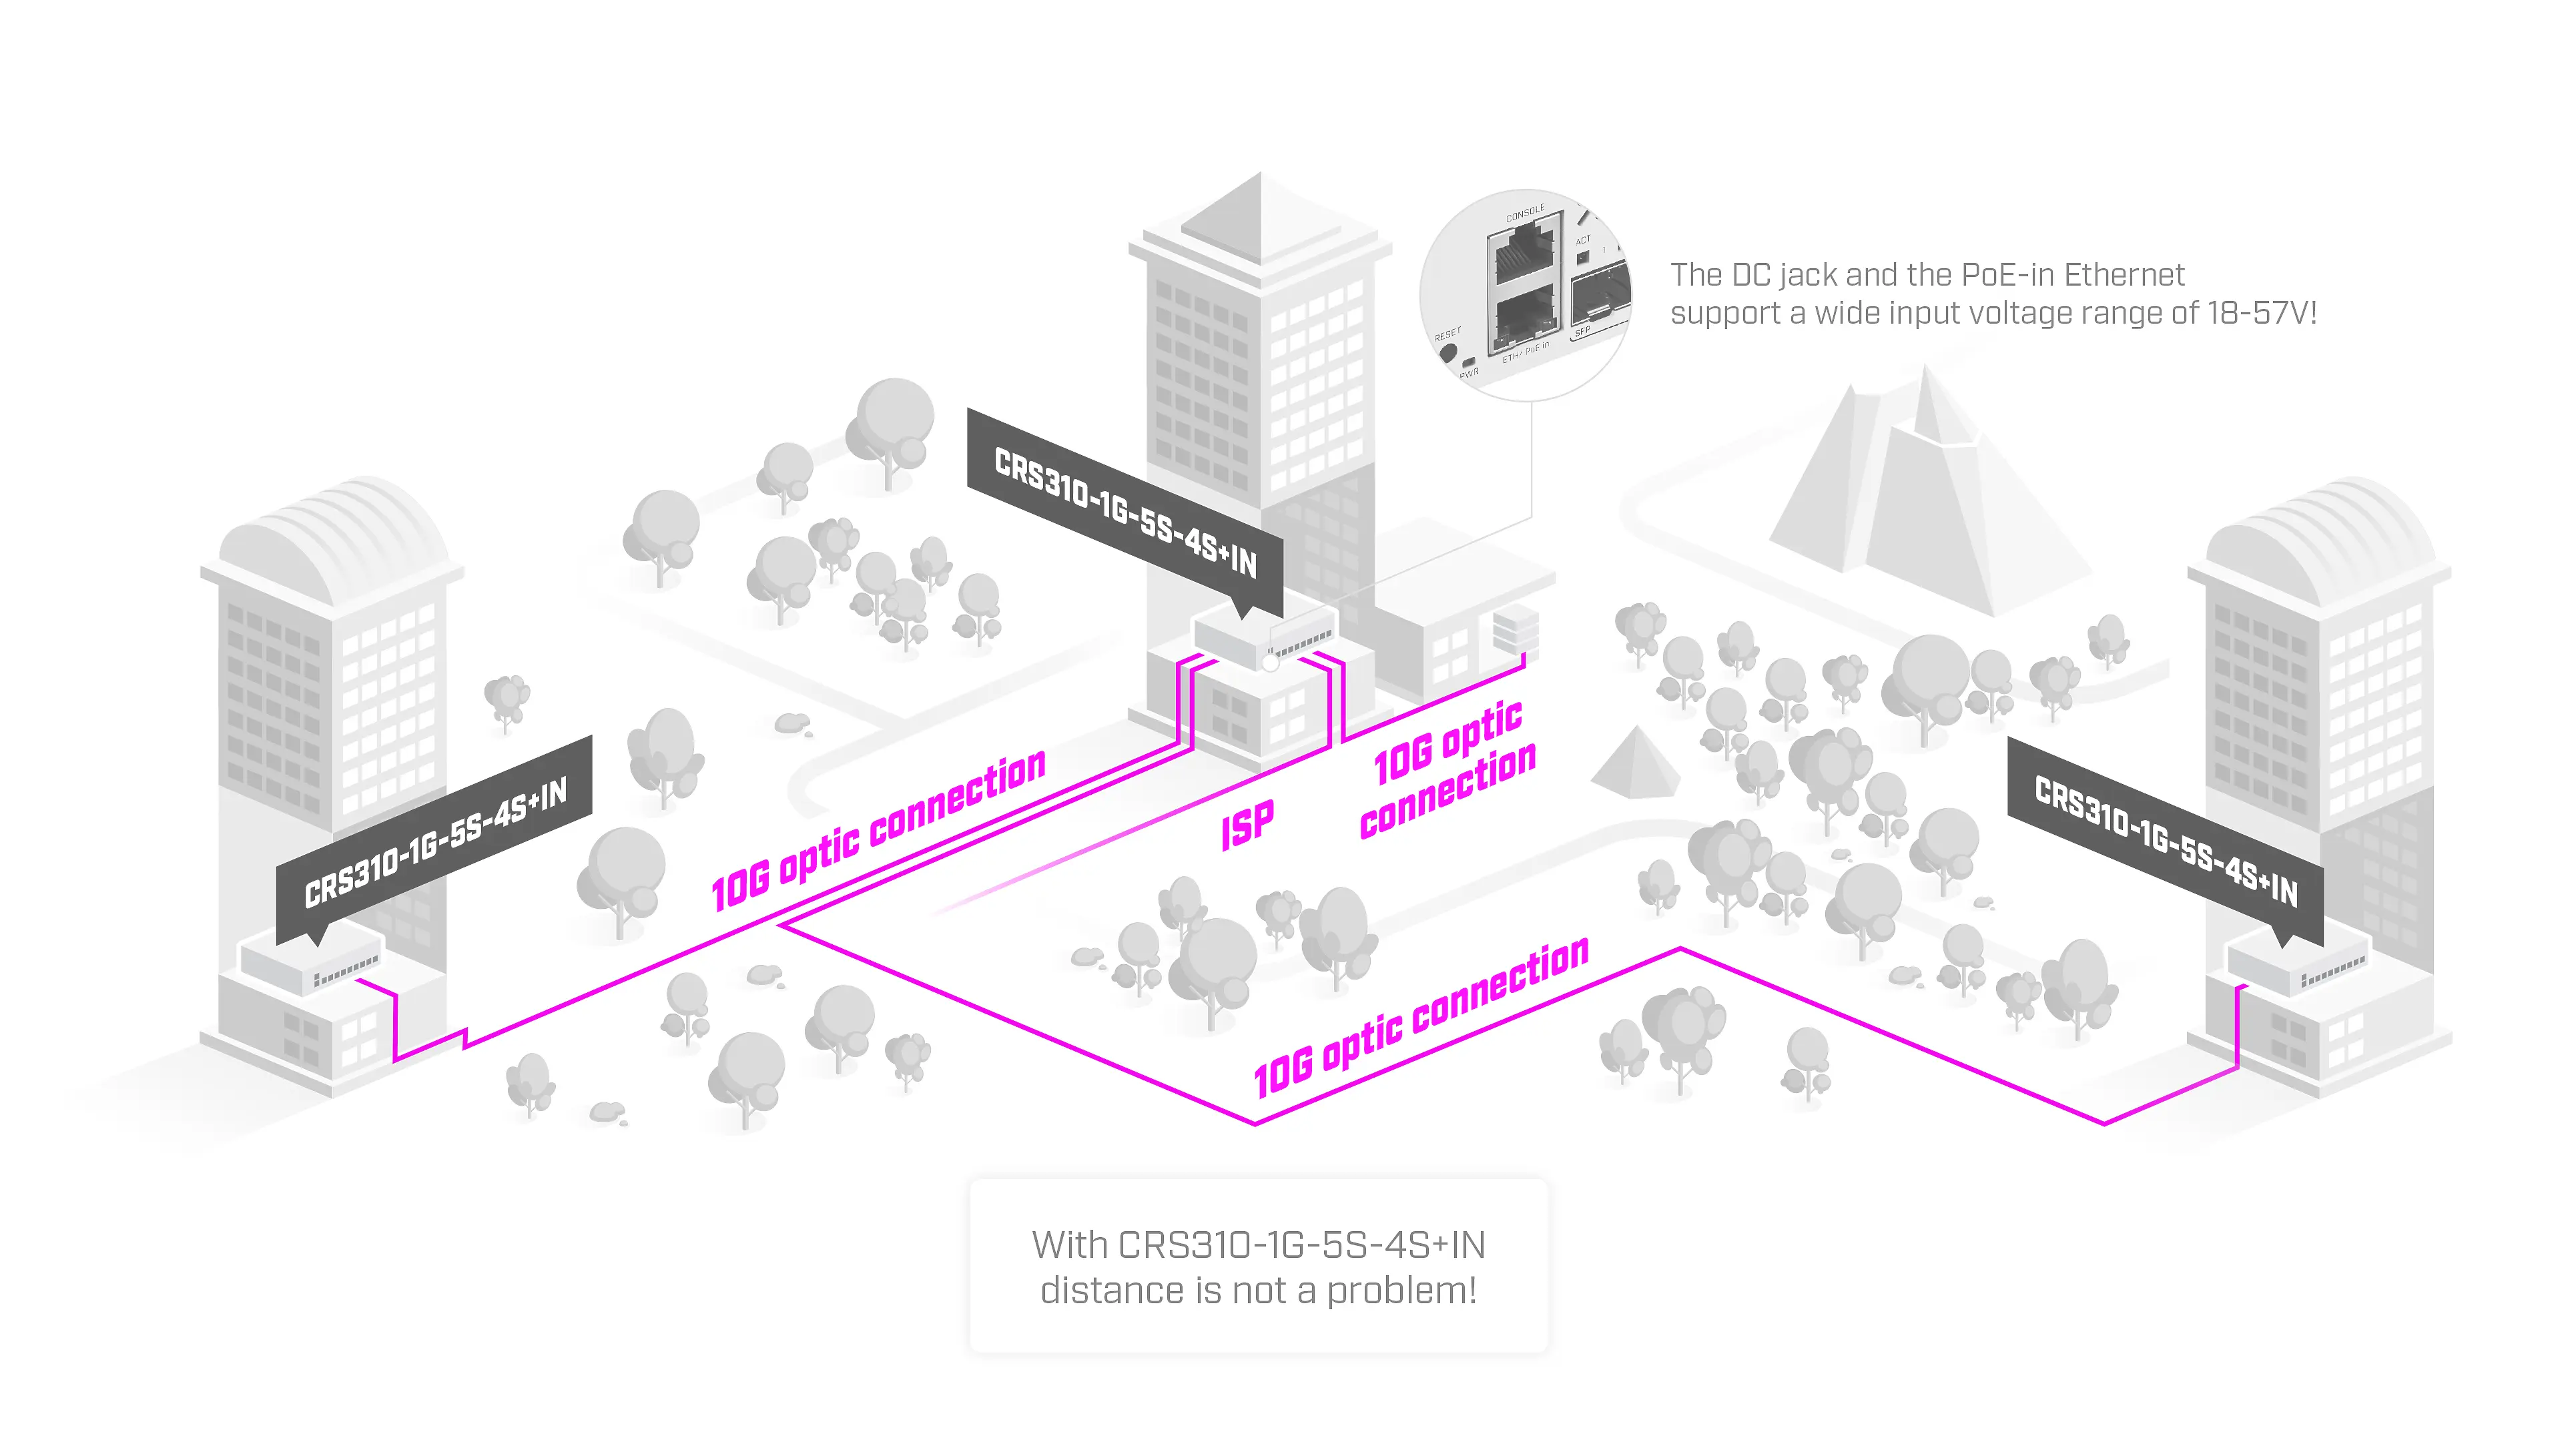 CONSOLE
ACT
1
RESET
PWR
ETH/ PoE in
SFP
The DC jack and the PoE-in Ethernet
support a wide input voltage range of 18-57V!
CRS310-1G-5S-4S+IN
CRS310-1G-5S-4S+IN
CRS310-1G-5S-4S+IN
10G optic connection
ISP
10G optic
connection
10G optic connection
With CRS310-1G-5S-4S+IN
distance is not a problem!